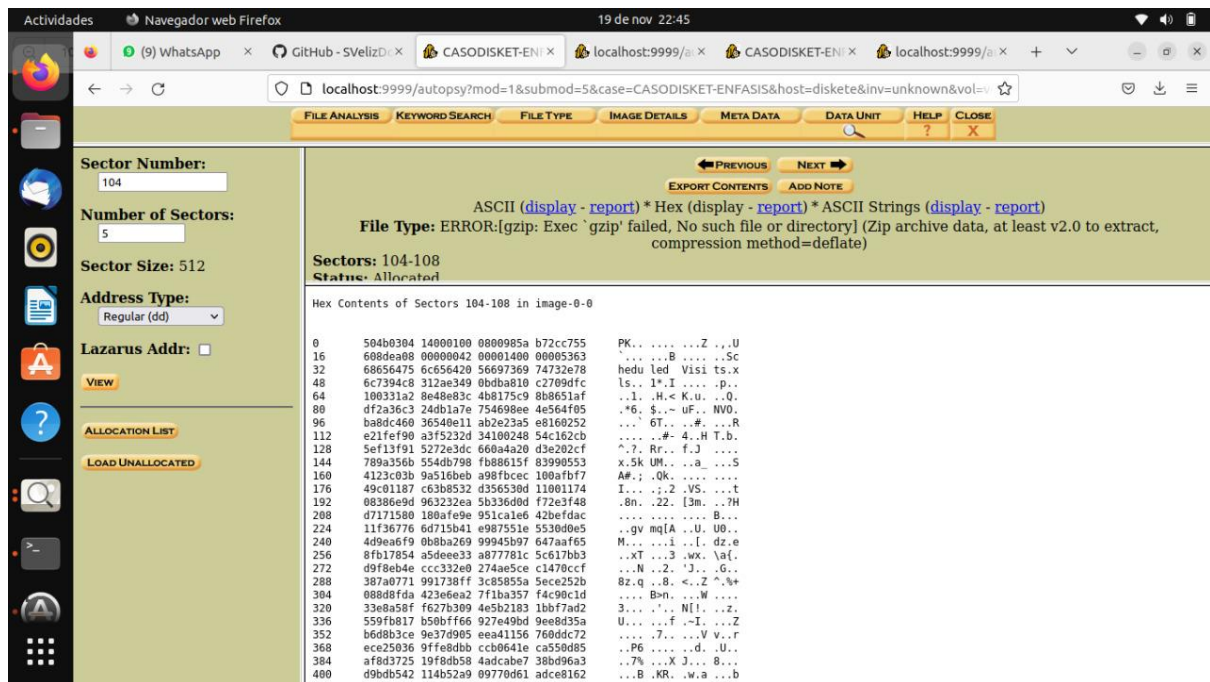 Actividades Navegador web Firefox 19 de nov 22:45
(9) WhatsApp × GitHub - SVelizD × CASODISKET-ENF × localhost:9999/a × CASODISKET-ENF × localhost:9999/a × +
localhost:9999/autopsy?mod=1&submod=5&case=CASODISKET-ENFASIS&host=diskete&inv=unknown&vol=v
FILE ANALYSIS KEYWORD SEARCH FILE TYPE IMAGE DETAILS META DATA DATA UNIT HELP CLOSE
? X
Sector Number:
104
Number of Sectors:
5
Sector Size: 512
Address Type:
Regular (dd)
Lazarus Addr:
VIEW
ALLOCATION LIST
LOAD UNALLOCATED
PREVIOUS NEXT
EXPORT CONTENTS ADD NOTE
ASCII (display - report) * Hex (display - report) * ASCII Strings (display - report)
File Type: ERROR:[gzip: Exec `gzip' failed, No such file or directory] (Zip archive data, at least v2.0 to extract,
compression method=deflate)
Sectors: 104-108
Status: Allocated
Hex Contents of Sectors 104-108 in image-0-0
0 504b0304 14000100 0800985a b72cc755 PK.. .... ...Z .,.U
16 608dea08 00000042 00001400 00005363 `... ...B .... ..Sc
32 68656475 6c656420 56697369 74732e78 hedu led Visi ts.x
48 6c7394c8 312ae349 0bdba810 c2709dfc ls.. 1*.I .... .p..
64 100331a2 8e48e83c 4b8175c9 8b8651af ..1. .H.< K.u. ..Q.
80 df2a36c3 24db1a7e 754698ee 4e564f05 .*6. $..~ uF.. NVO.
96 ba8dc460 36540e11 ab2e23a5 e8160252 ...` 6T.. ..#. ...R
112 e21fef90 a3f5232d 34100248 54c162cb .... ..#- 4..H T.b.
128 5ef13f91 5272e3dc 660a4a20 d3e202cf ^.?. Rr.. f.J ....
144 789a356b 554db798 fb88615f 83990553 x.5k UM.. ..a_ ...S
160 4123c03b 9a516beb a98fbcec 100afbf7 A#.; .Qk. .... ....
176 49c01187 c63b8532 d356530d 11001174 I... .;.2 .VS. ...t
192 08386e9d 963232ea 5b336d0d f72e3f48 .8n. .22. [3m. ..?H
208 d7171580 180afe9e 951ca1e6 42befdac .... .... .... B...
224 11f36776 6d715b41 e987551e 5530d0e5 ..gv mq[A ..U. U0..
240 4d9ea6f9 0b8ba269 99945b97 647aaf65 M... ...i ..[. dz.e
256 8fb17854 a5deee33 a877781c 5c617bb3 ..xT ...3 .wx. \a{.
272 d9f8eb4e ccc332e0 274ae5ce c1470ccf ...N ..2. 'J.. .G..
288 387a0771 991738ff 3c85855a 5ece252b 8z.q ..8. <..Z ^.%+
304 088d8fda 423e6ea2 7f1ba357 f4c90c1d .... B>n. ...W ....
320 33e8a58f f627b309 4e5b2183 1bbf7ad2 3... .'.. N[!. ..z.
336 559fb817 b50bff66 927e49bd 9ee8d35a U... ...f .~I. ...Z
352 b6d8b3ce 9e37d905 eea41156 760ddc72 .... .7.. ...V v..r
368 ece25036 9ffe8dbb ccb0641e ca550d85 ..P6 .... ..d. .U..
384 af8d3725 19f8db58 4adcabe7 38bd96a3 ..7% ...X J... 8...
400 d9bdb542 114b52a9 09770d61 adce8162 ...B .KR. .w.a ...b